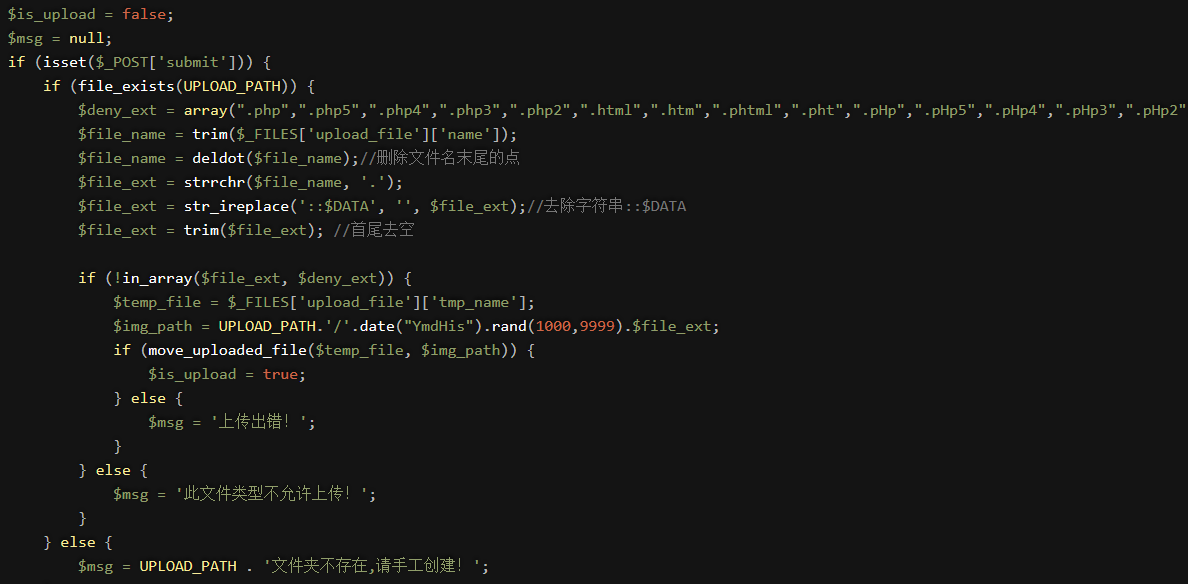 $is_upload = false;
$msg = null;
if (isset($_POST['submit'])) {
    if (file_exists(UPLOAD_PATH)) {
        $deny_ext = array(".php",".php5",".php4",".php3",".php2",".html",".htm",".phtml",".pht",".pHp",".pHp5",".pHp4",".pHp3",".pHp2"
        $file_name = trim($_FILES['upload_file']['name']);
        $file_name = deldot($file_name);//删除文件名末尾的点
        $file_ext = strrchr($file_name, '.');
        $file_ext = str_ireplace('::$DATA', '', $file_ext);//去除字符串::$DATA
        $file_ext = trim($file_ext); //首尾去空
        if (!in_array($file_ext, $deny_ext)) {
            $temp_file = $_FILES['upload_file']['tmp_name'];
            $img_path = UPLOAD_PATH.'/'.date("YmdHis").rand(1000,9999).$file_ext;
            if (move_uploaded_file($temp_file, $img_path)) {
                $is_upload = true;
            } else {
                $msg = '上传出错！';
            }
        } else {
            $msg = '此文件类型不允许上传！';
        }
    } else {
        $msg = UPLOAD_PATH . '文件夹不存在,请手工创建！';